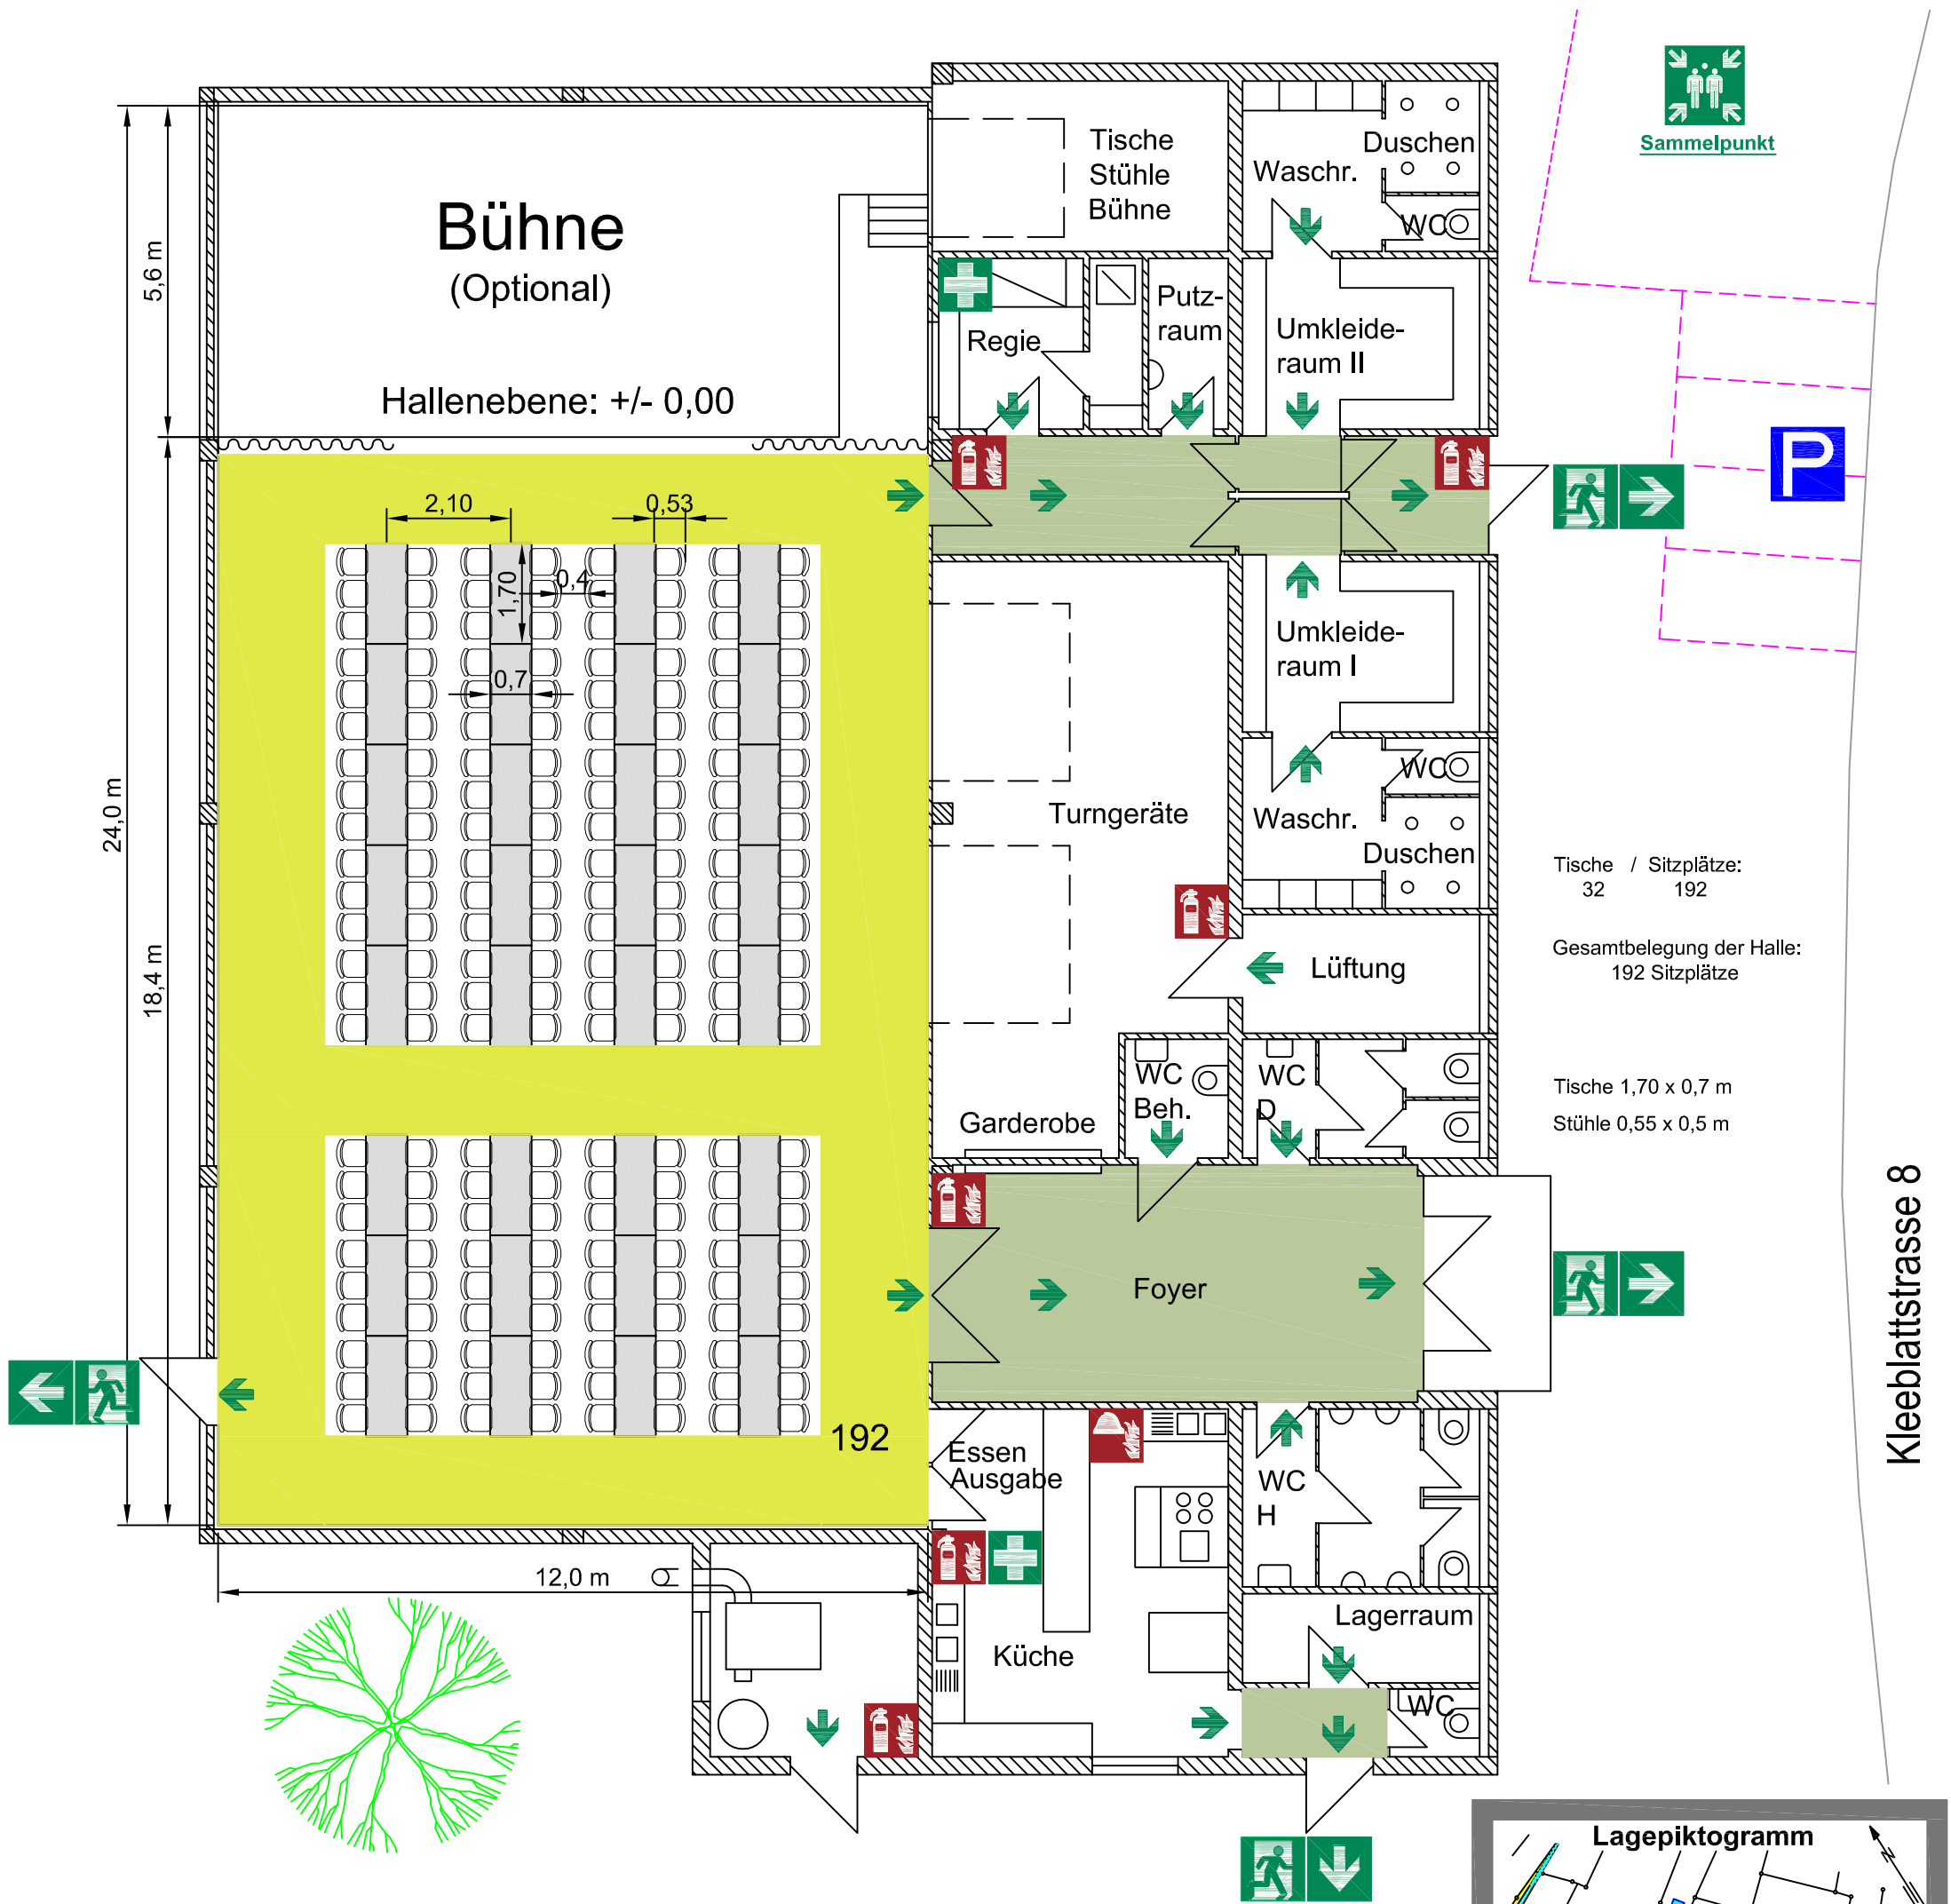 Sammelpunkt
Tische
Stühle
Bühne
Waschr.
Duschen
WC
Bühne
(Optional)
Hallenebene: +/- 0,00
5,6 m
24,0 m
18,4 m
Regie
Putz-
raum
Umkleide-
raum II
P
2,10
0,53
1,70
0,4
0,7
Umkleide-
raum I
WC
Waschr.
Duschen
Turngeräte
Lüftung
Tische / Sitzplätze:
32 192
Gesamtbelegung der Halle:
192 Sitzplätze
Tische 1,70 x 0,7 m
Stühle 0,55 x 0,5 m
WC
Beh.
WC
D
Garderobe
Foyer
Kleeblattstrasse 8
192
Essen
Ausgabe
WC
H
12,0 m
Küche
Lagerraum
WC
Lagepiktogramm
N